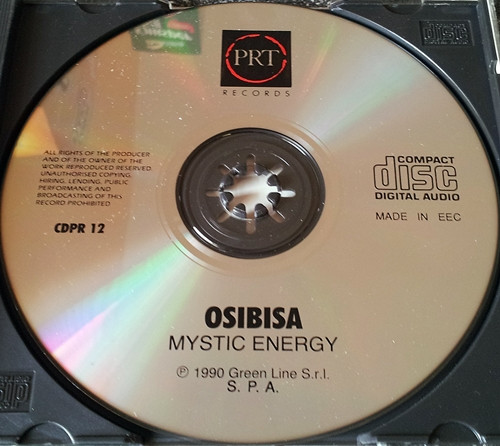 PRT
RECORDS
ALL RIGHTS OF THE PRODUCER
AND OF THE OWNER OF THE
WORK REPRODUCED RESERVED
UNAUTHORISED COPYING,
HIRING, LENDING, PUBLIC
PERFORMANCE AND
BROADCASTING OF THIS
RECORD PROHIBITED
CDPR 12
COMPACT
disc
DIGITAL AUDIO
MADE IN EEC
OSIBISA
MYSTIC ENERGY
℗ 1990 Green Line S.r.l.
S. P. A.
disc